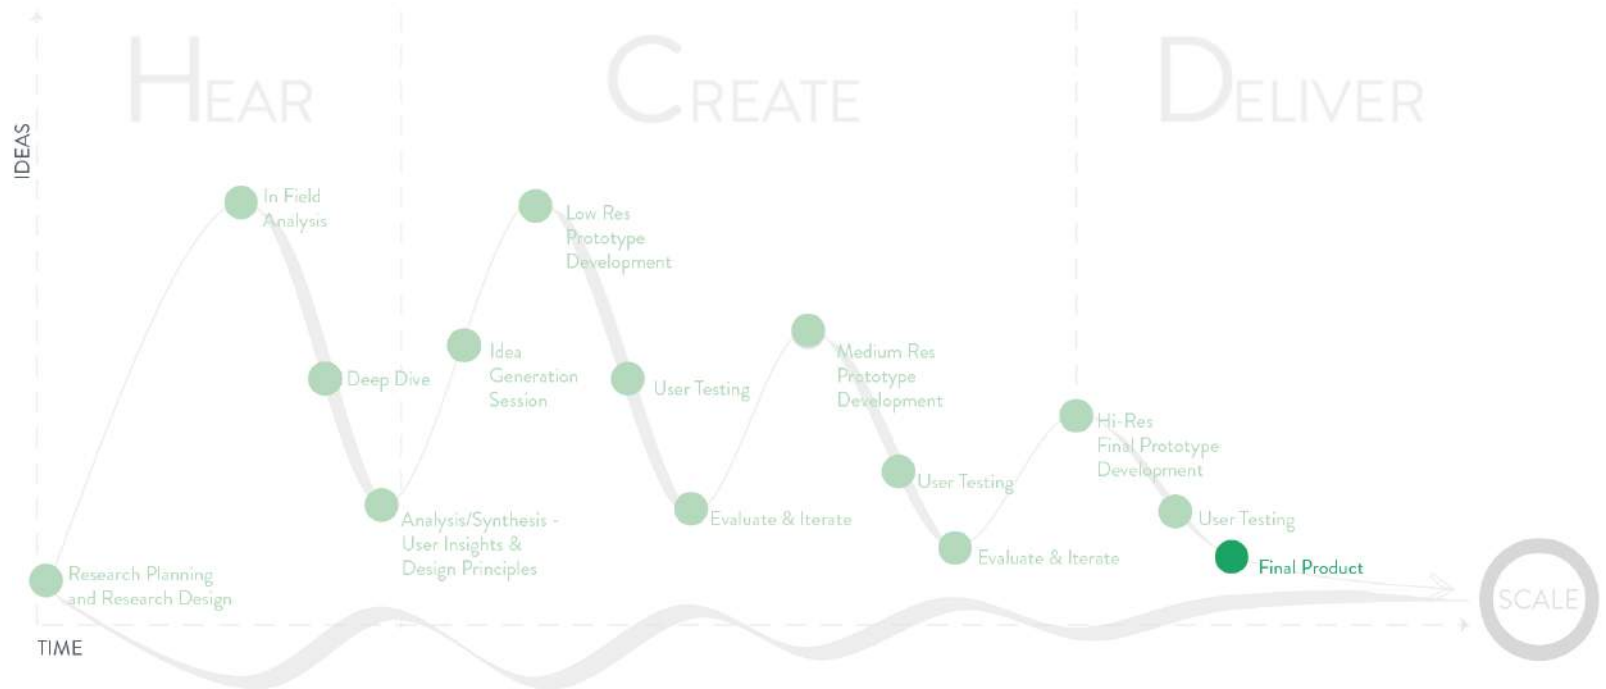 HEAR
CREATE
DELIVER
IDEAS
In Field
Analysis
Low Res
Prototype
Development
Idea
Generation
Session
Medium Res
Prototype
Development
Deep Dive
User Testing
Hi-Res
Final Prototype
Development
User Testing
Analysis/Synthesis -
User Insights &
Design Principles
Evaluate & Iterate
User Testing
Evaluate & Iterate
Final Product
Research Planning
and Research Design
SCALE
TIME